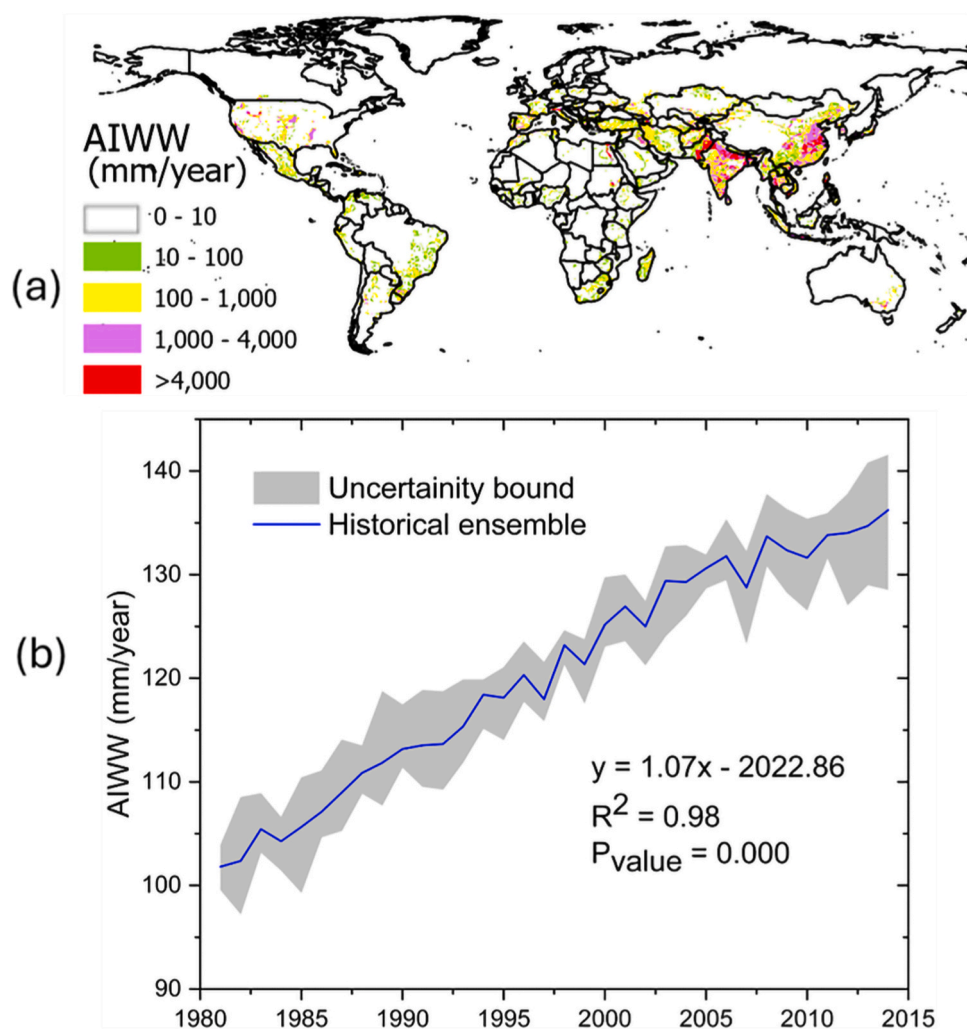 AIWW
(mm/year)
0 - 10
10 - 100
100 - 1,000
1,000 - 4,000
>4,000
(a)
140
130
120
110
100
90
AIWW (mm/year)
(b)
Uncertainity bound
Historical ensemble
y = 1.07x - 2022.86
R² = 0.98
Pvalue = 0.000
1980 1985 1990 1995 2000 2005 2010 2015